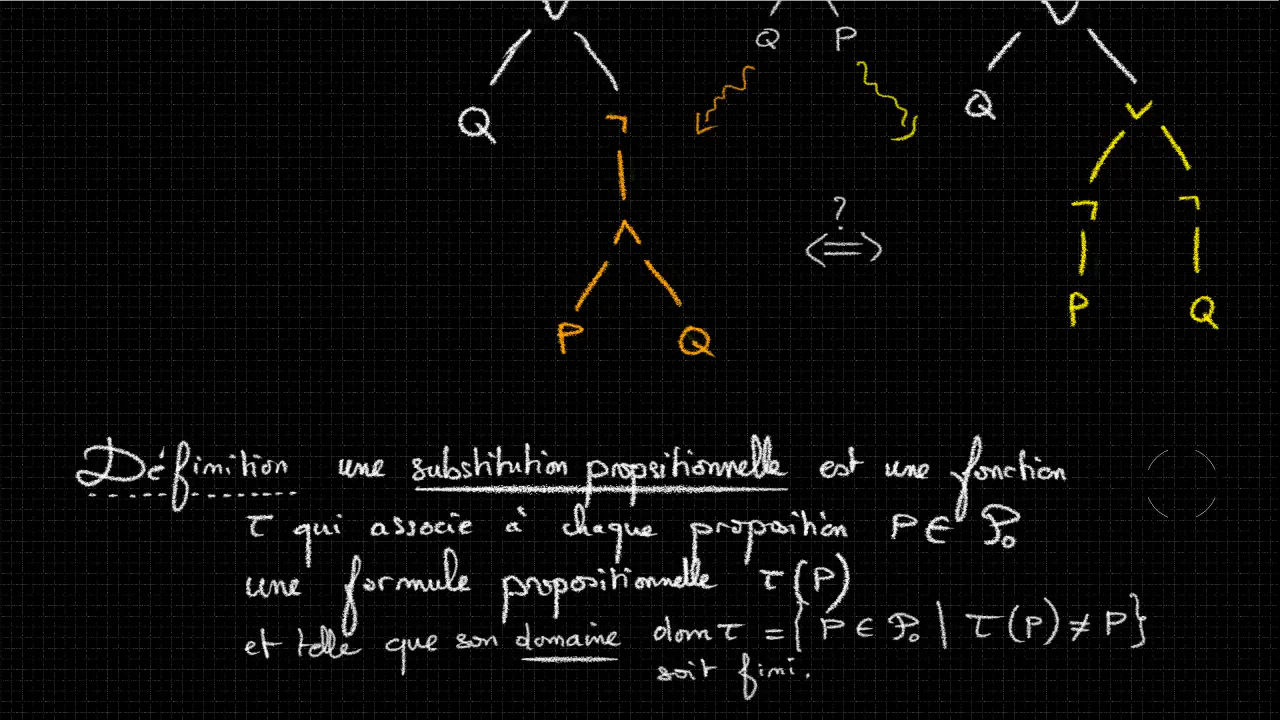 ∨ ∨
Q P
Q ¬ Q ∨
¬ ¬
∧ ? ⟺
P Q
P Q
Définition une substitution propositionnelle est une fonction
τ qui associe à chaque proposition P ∈ 𝒫₀
une formule propositionnelle τ(P)
et telle que son domaine dom τ = { P ∈ 𝒫₀ | τ(P) ≠ P}
soit fini.